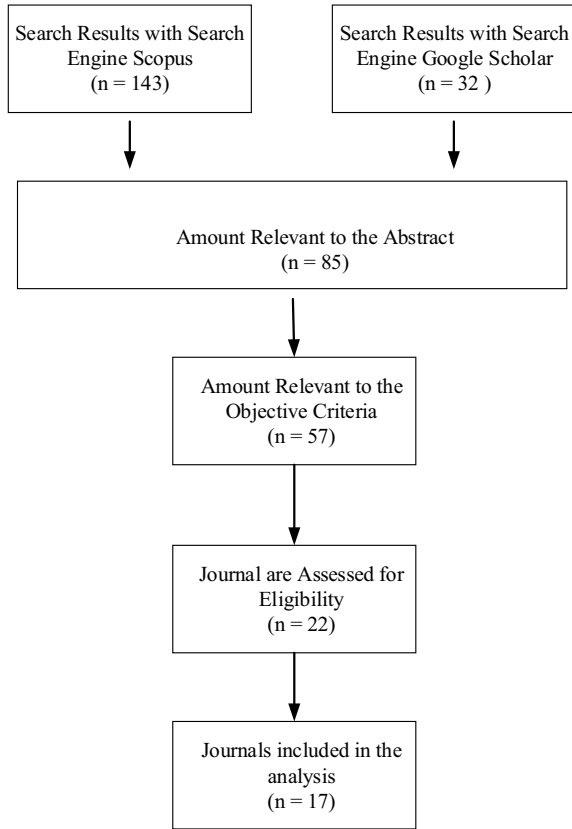 Search Results with Search
Engine Scopus
(n = 143)
Search Results with Search
Engine Google Scholar
(n = 32 )
Amount Relevant to the Abstract
(n = 85)
Amount Relevant to the
Objective Criteria
(n = 57)
Journal are Assessed for
Eligibility
(n = 22)
Journals included in the
analysis
(n = 17)